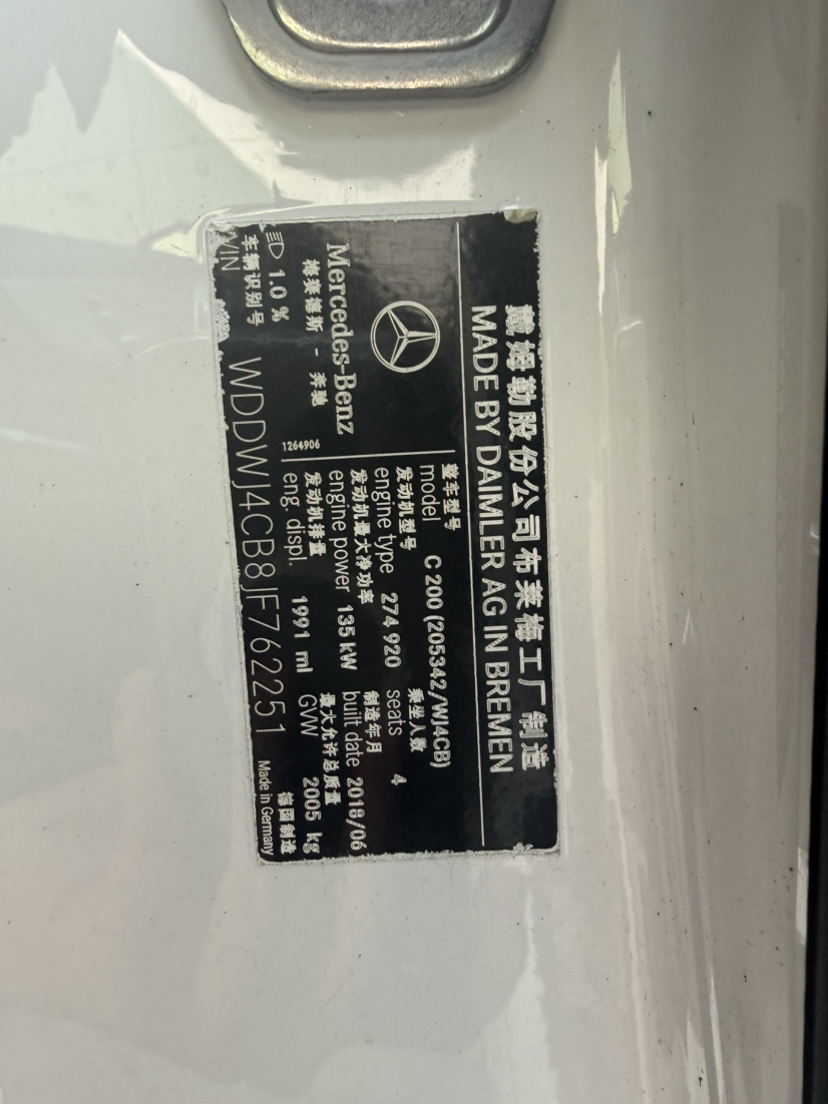 戴姆勒股份公司布莱梅工厂制造
MADE BY DAIMLER AG IN BREMEN
Mercedes-Benz
梅赛德斯 - 奔驰
1.0 %
1264906
整车型号
model C 200 (205342/WJ4CB)
发动机型号 乘坐人数
engine type 274 920 seats 4
发动机最大净功率 制造年月
engine power 135 kW built date 2018/06
发动机排量 最大允许总质量
eng. displ. 1991 ml GVW 2005 kg
车辆识别号 德国制造
VIN WDDWJ4CB8JF762251 Made in Germany